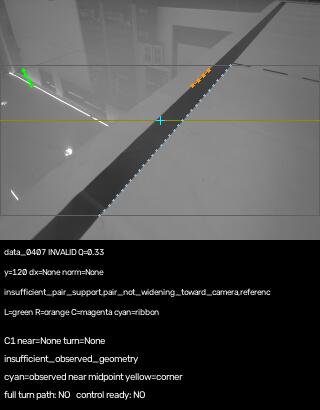 data_0407 INVALID Q=0.33
y=120 dx=None norm=None
insufficient_pair_support,pair_not_widening_toward_camera,referenc
L=green R=orange C=magenta cyan=ribbon
C1 near=None turn=None
insufficient_observed_geometry
cyan=observed near midpoint yellow=corner
full turn path: NO control ready: NO